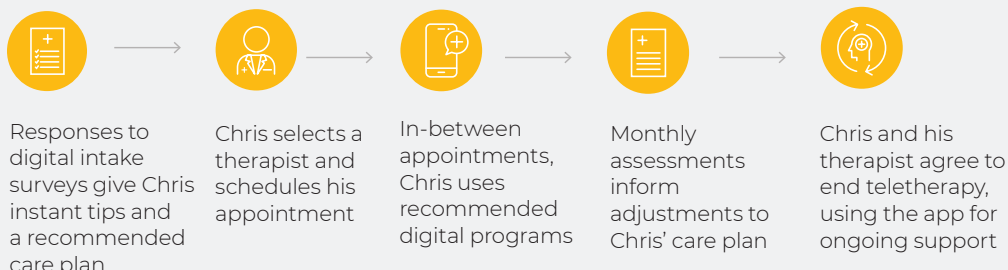 Responses to
digital intake
surveys give Chris
instant tips and
a recommended
care plan
Chris selects a
therapist and
schedules his
appointment
In-between
appointments,
Chris uses
recommended
digital programs
Monthly
assessments
inform
adjustments to
Chris’ care plan
Chris and his
therapist agree to
end teletherapy,
using the app for
ongoing support